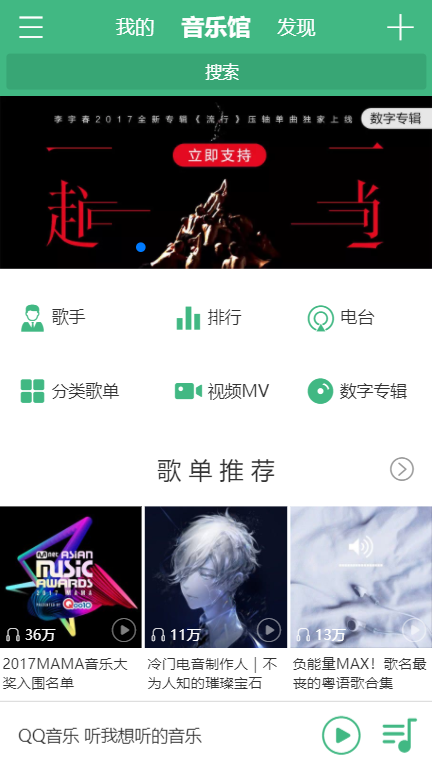 我的 音乐馆 发现
搜索
李宇春2017全新专辑《流行》压轴单曲独家上线
数字专辑
立即支持
一起 一当
歌手 排行 电台
分类歌单 视频MV 数字专辑
歌单推荐
Mnet ASIAN
MUSIC
AWARDS
2017 MAMA
PRESENTED BY Qoo10
36万 11万 13万
2017MAMA音乐大
奖入围名单
冷门电音制作人｜不
为人知的璀璨宝石
负能量MAX！歌名最
丧的粤语歌合集
QQ音乐 听我想听的音乐